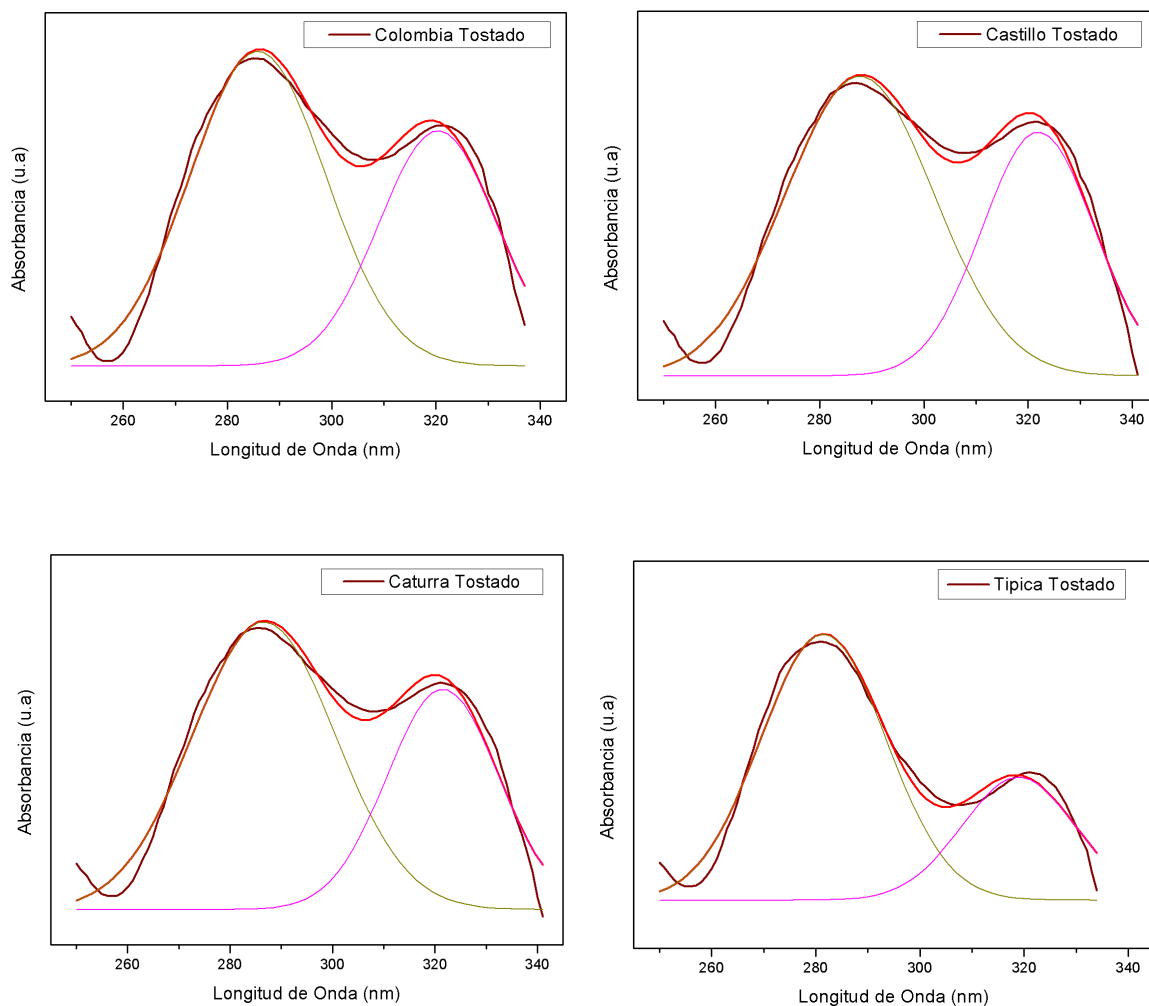 Colombia Tostado
Absorbancia (u.a)
260 280 300 320 340
Longitud de Onda (nm)
Castillo Tostado
Absorbancia (u.a)
260 280 300 320 340
Longitud de Onda (nm)
Caturra Tostado
Absorbancia (u.a)
260 280 300 320 340
Longitud de Onda (nm)
Tipica Tostado
Absorbancia (u.a)
260 280 300 320 340
Longitud de Onda (nm)